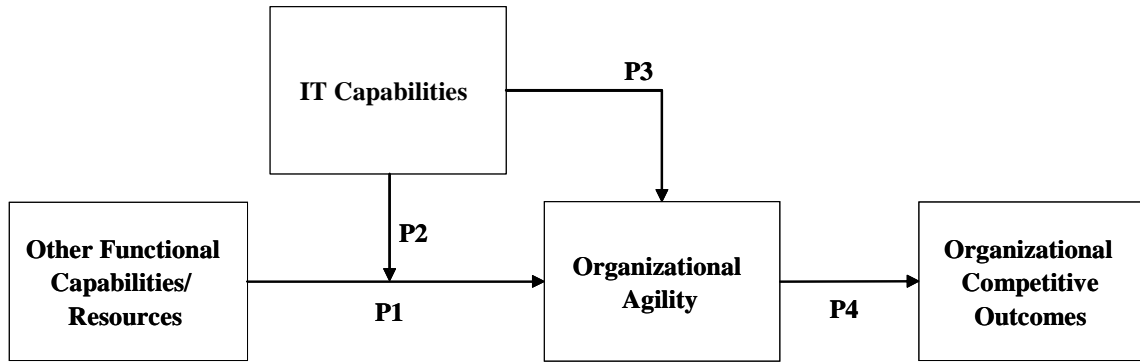 IT Capabilities
P3
P2
Other Functional
Capabilities/
Resources
P1
Organizational
Agility
P4
Organizational
Competitive
Outcomes